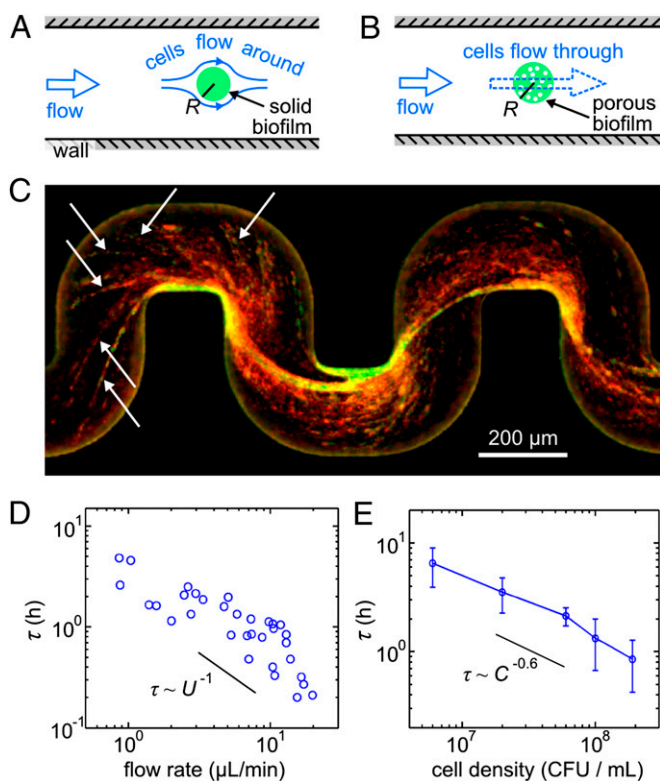 A
cells flow around
flow
R
solid
biofilm
wall
B
cells flow through
flow
R
porous
biofilm
C
200 μm
D
τ (h)
10¹
10⁰
10⁻¹
τ ~ U⁻¹
10⁰
10¹
flow rate (μL/min)
E
τ (h)
10¹
10⁰
τ ~ C⁻⁰·⁶
10⁷
10⁸
cell density (CFU / mL)